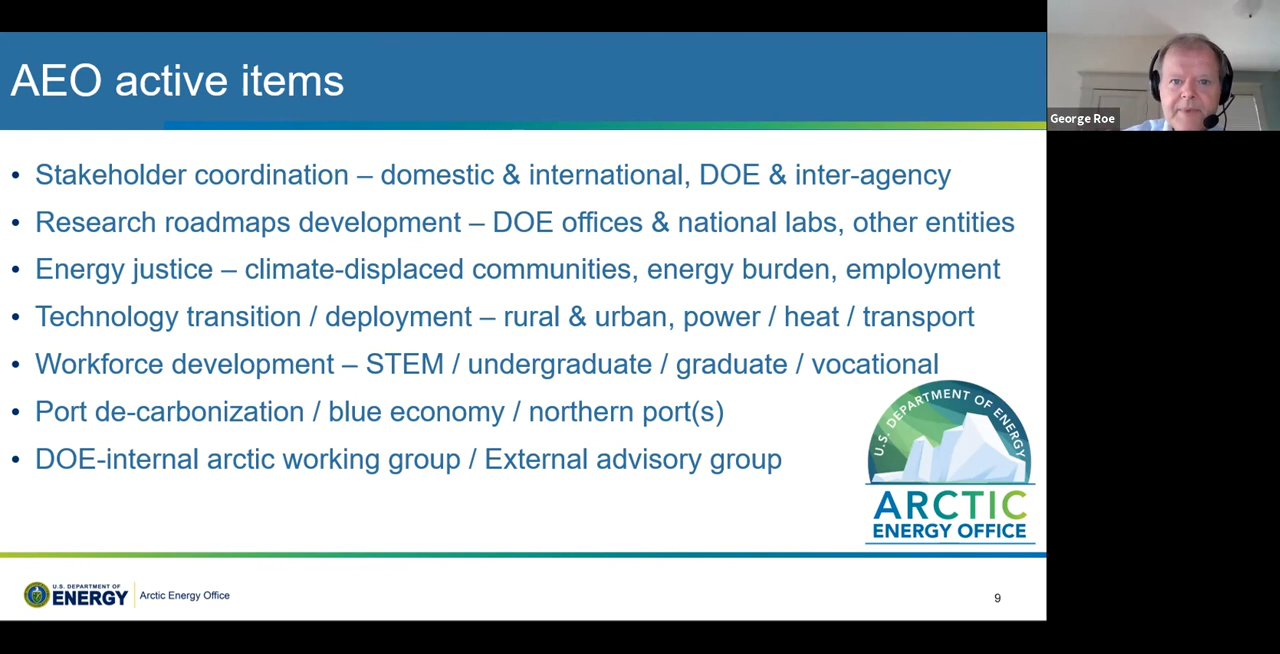 AEO active items
George Roe
• Stakeholder coordination – domestic & international, DOE & inter-agency
• Research roadmaps development – DOE offices & national labs, other entities
• Energy justice – climate-displaced communities, energy burden, employment
• Technology transition / deployment – rural & urban, power / heat / transport
• Workforce development – STEM / undergraduate / graduate / vocational
• Port de-carbonization / blue economy / northern port(s)
• DOE-internal arctic working group / External advisory group
U.S. DEPARTMENT OF ENERGY
ARCTIC
ENERGY OFFICE
U.S. DEPARTMENT OF
ENERGY
Arctic Energy Office
9